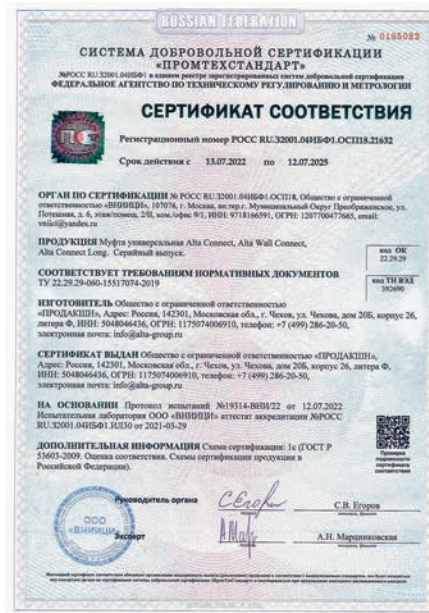 RUSSIAN FEDERATION
№ 0165022
СИСТЕМА ДОБРОВОЛЬНОЙ СЕРТИФИКАЦИИ
«ПРОМТЕХСТАНДАРТ»
№РОСС RU.32001.04ИБФ1 в едином реестре зарегистрированных систем добровольной сертификации
ФЕДЕРАЛЬНОЕ АГЕНТСТВО ПО ТЕХНИЧЕСКОМУ РЕГУЛИРОВАНИЮ И МЕТРОЛОГИИ
СЕРТИФИКАТ СООТВЕТСТВИЯ
Регистрационный номер РОСС RU.32001.04ИБФ1.ОСП18.21632
Срок действия с 13.07.2022 по 12.07.2025
ОРГАН ПО СЕРТИФИКАЦИИ № РОСС RU.32001.04ИБФ1.ОСП18, Общество с ограниченной
ответственностью «ВНИИЦИ», 107076, г. Москва, вн.тер.г. Муниципальный Округ Преображенское, ул.
Потешная, д. 6, этаж/помещ. 2/II, ком./офис 9/1, ИНН: 9718166591, ОГРН: 1207700477665, email:
vniici@yandex.ru
ПРОДУКЦИЯ Муфта универсальная Alta Connect, Alta Wall Connect,
Alta Connect Long. Серийный выпуск.
код ОК
22.29.29
СООТВЕТСТВУЕТ ТРЕБОВАНИЯМ НОРМАТИВНЫХ ДОКУМЕНТОВ
ТУ 22.29.29-060-15517074-2019
код ТН ВЭД
392690
ИЗГОТОВИТЕЛЬ Общество с ограниченной ответственностью
«ПРОДАКШН», Адрес: Россия, 142301, Московская обл., г. Чехов, ул. Чехова, дом 20Б, корпус 26,
литера Ф, ИНН: 5048046436, ОГРН: 1175074006910, телефон: +7 (499) 286-20-50,
электронная почта: info@alta-group.ru
СЕРТИФИКАТ ВЫДАН Общество с ограниченной ответственностью «ПРОДАКШН»,
Адрес: Россия, 142301, Московская обл., г. Чехов, ул. Чехова, дом 20Б, корпус 26, литера Ф,
ИНН: 5048046436, ОГРН: 1175074006910, телефон: +7 (499) 286-20-50,
электронная почта: info@alta-group.ru
НА ОСНОВАНИИ Протокол испытаний №19314-ВНИ/22 от 12.07.2022
Испытательная лаборатория ООО «ВНИИЦИ» аттестат аккредитации №РОСС
RU.32001.04ИБФ1.ИЛ30 от 2021-03-29
ДОПОЛНИТЕЛЬНАЯ ИНФОРМАЦИЯ Схема сертификации: 1с (ГОСТ Р
53603-2009. Оценка соответствия. Схемы сертификации продукции в
Российской Федерации).
Проверка
подлинности
сертификата
соответствия
Руководитель органа
С.В. Егоров
ООО
«ВНИИЦИ»
Эксперт
А.Н. Марцинковская